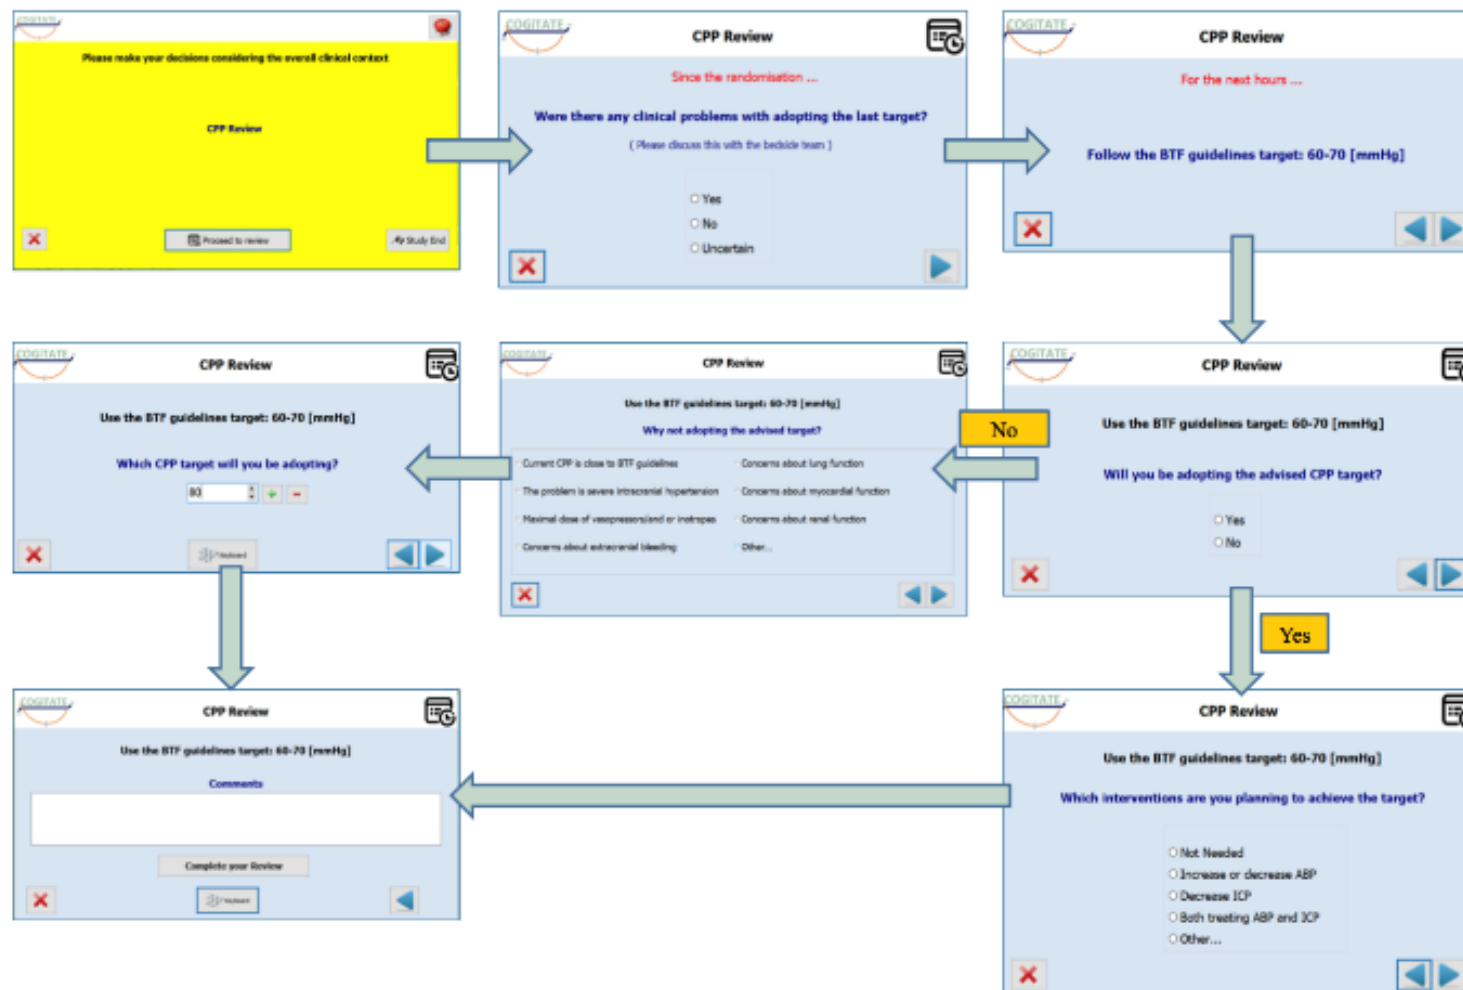 COGITATE
Please make your decisions considering the overall clinical context
CPP Review
Proceed to review
Study End
COGITATE
CPP Review
Since the randomisation ...
Were there any clinical problems with adopting the last target?
( Please discuss this with the bedside team )
Yes
No
Uncertain
COGITATE
CPP Review
For the next hours ...
Follow the BTF guidelines target: 60-70 [mmHg]
COGITATE
CPP Review
Use the BTF guidelines target: 60-70 [mmHg]
Will you be adopting the advised CPP target?
Yes
No
No
COGITATE
CPP Review
Use the BTF guidelines target: 60-70 [mmHg]
Why not adopting the advised target?
Current CPP is close to BTF guidelines
Concerns about lung function
The problem is severe intracranial hypertension
Concerns about myocardial function
Maximal dose of vasopressors/and or inotropes
Concerns about renal function
Concerns about extracranial bleeding
Other...
COGITATE
CPP Review
Use the BTF guidelines target: 60-70 [mmHg]
Which CPP target will you be adopting?
80
Keyboard
Yes
COGITATE
CPP Review
Use the BTF guidelines target: 60-70 [mmHg]
Which interventions are you planning to achieve the target?
Not Needed
Increase or decrease ABP
Decrease ICP
Both treating ABP and ICP
Other...
COGITATE
CPP Review
Use the BTF guidelines target: 60-70 [mmHg]
Comments
Complete your Review
Keyboard